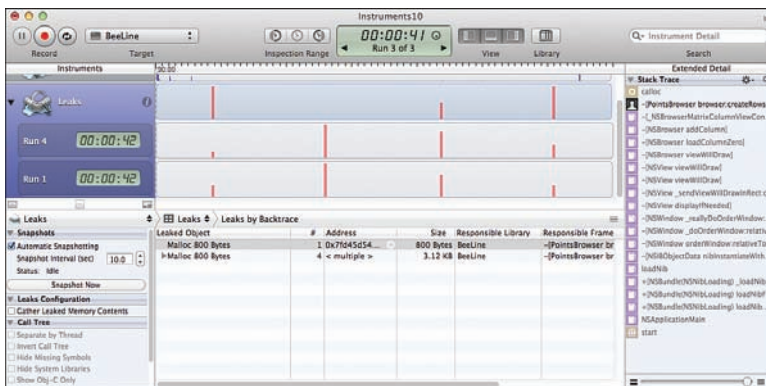 Instruments10
BeeLine
00:00:41
Run 3 of 3
Instrument Detail
Record
Target
Inspection Range
View
Library
Search
Instruments
00:00
Extended Detail
Leaks
Run 4 00:00:42
Run 1 00:00:42
Stack Trace
calloc
-[PointsBrowser browser:createRows
-[_NSBrowserMatrixColumnViewCon
-[NSBrowser addColumn]
-[NSBrowser loadColumnZero]
-[NSBrowser viewWillDraw]
-[NSView viewWillDraw]
-[NSView viewWillDraw]
-[NSView _sendViewWillDrawInRect:c
-[NSView displayIfNeeded]
-[NSWindow _reallyDoOrderWindow:
-[NSWindow _doOrderWindow:relativ
-[NSWindow orderWindow:relativeTo
-[NSIBObjectData nibInstantiateWith
loadNib
+[NSBundle(NSNibLoading) _loadNib
+[NSBundle(NSNibLoading) loadNibF
+[NSBundle(NSNibLoading) loadNib
NSApplicationMain
start
Leaks
Leaks Leaks by Backtrace
Snapshots
Automatic Snapshotting
Snapshot Interval (sec) 10.0
Status: Idle
Snapshot Now
Leaks Configuration
Gather Leaked Memory Contents
Call Tree
Separate by Thread
Invert Call Tree
Hide Missing Symbols
Hide System Libraries
Show Obj-C Only
Leaked Object # Address Size Responsible Library Responsible Frame
Malloc 800 Bytes 1 0x7fd45d54... 800 Bytes BeeLine -[PointsBrowser br
Malloc 800 Bytes 4 < multiple > 3.12 KB BeeLine -[PointsBrowser br